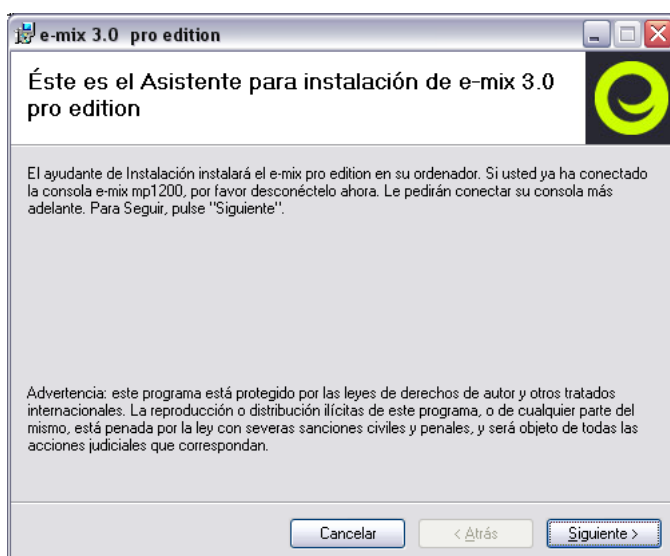 e-mix 3.0 pro edition
Éste es el Asistente para instalación de e-mix 3.0
pro edition
El ayudante de Instalación instalará el e-mix pro edition en su ordenador. Si usted ya ha conectado
la consola e-mix mp1200, por favor desconéctelo ahora. Le pedirán conectar su consola más
adelante. Para Seguir, pulse "Siguiente".
Advertencia: este programa está protegido por las leyes de derechos de autor y otros tratados
internacionales. La reproducción o distribución ilícitas de este programa, o de cualquier parte del
mismo, está penada por la ley con severas sanciones civiles y penales, y será objeto de todas las
acciones judiciales que correspondan.
Cancelar < Atrás Siguiente >